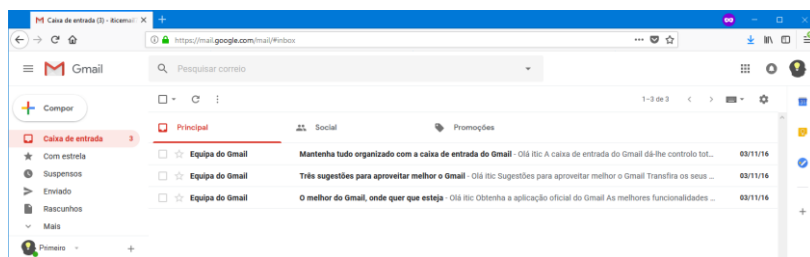 Caixa de entrada (3) - iticemail
https://mail.google.com/mail/#inbox
Gmail
Pesquisar correio
Compor
1–3 de 3
Principal
Social
Promoções
Caixa de entrada 3
Com estrela
Suspensos
Enviado
Rascunhos
Mais
Primeiro
Equipa do Gmail Mantenha tudo organizado com a caixa de entrada do Gmail - Olá itic A caixa de entrada do Gmail dá-lhe controlo tot... 03/11/16
Equipa do Gmail Três sugestões para aproveitar melhor o Gmail - Olá itic Sugestões para aproveitar melhor o Gmail Transfira os seus ... 03/11/16
Equipa do Gmail O melhor do Gmail, onde quer que esteja - Olá itic Obtenha a aplicação oficial do Gmail As melhores funcionalidades ... 03/11/16